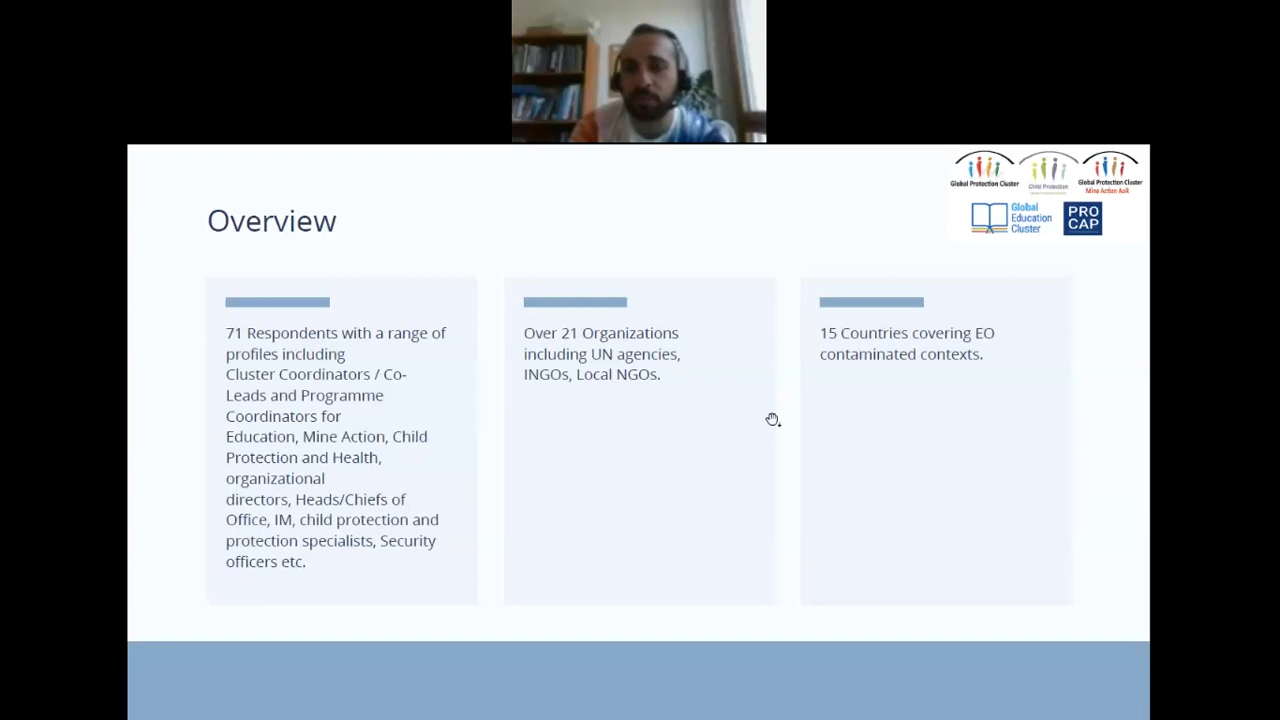 Global Protection Cluster
Child Protection
Global Protection Cluster
Mine Action AoR
Global
Education
Cluster
PRO
CAP
Overview
71 Respondents with a range of
profiles including
Cluster Coordinators / Co-
Leads and Programme
Coordinators for
Education, Mine Action, Child
Protection and Health,
organizational
directors, Heads/Chiefs of
Office, IM, child protection and
protection specialists, Security
officers etc.
Over 21 Organizations
including UN agencies,
INGOs, Local NGOs.
15 Countries covering EO
contaminated contexts.